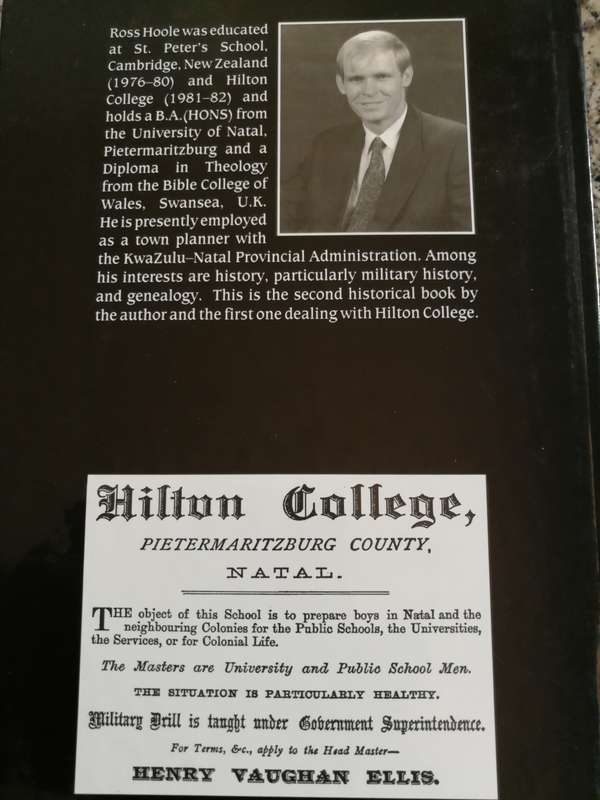 Ross Hoole was educated
at St. Peter's School,
Cambridge, New Zealand
(1976–80) and Hilton
College (1981–82) and
holds a B.A.(HONS) from
the University of Natal,
Pietermaritzburg and a
Diploma in Theology
from the Bible College of
Wales, Swansea, U.K.
He is presently employed
as a town planner with
the KwaZulu–Natal Provincial Administration. Among
his interests are history, particularly military history,
and genealogy. This is the second historical book by
the author and the first one dealing with Hilton College.
Hilton College,
PIETERMARITZBURG COUNTY,
NATAL.
THE object of this School is to prepare boys in Natal and the
neighbouring Colonies for the Public Schools, the Universities,
the Services, or for Colonial Life.
The Masters are University and Public School Men.
THE SITUATION IS PARTICULARLY HEALTHY.
Military Drill is taught under Government Superintendence.
For Terms, &c., apply to the Head Master—
HENRY VAUGHAN ELLIS.